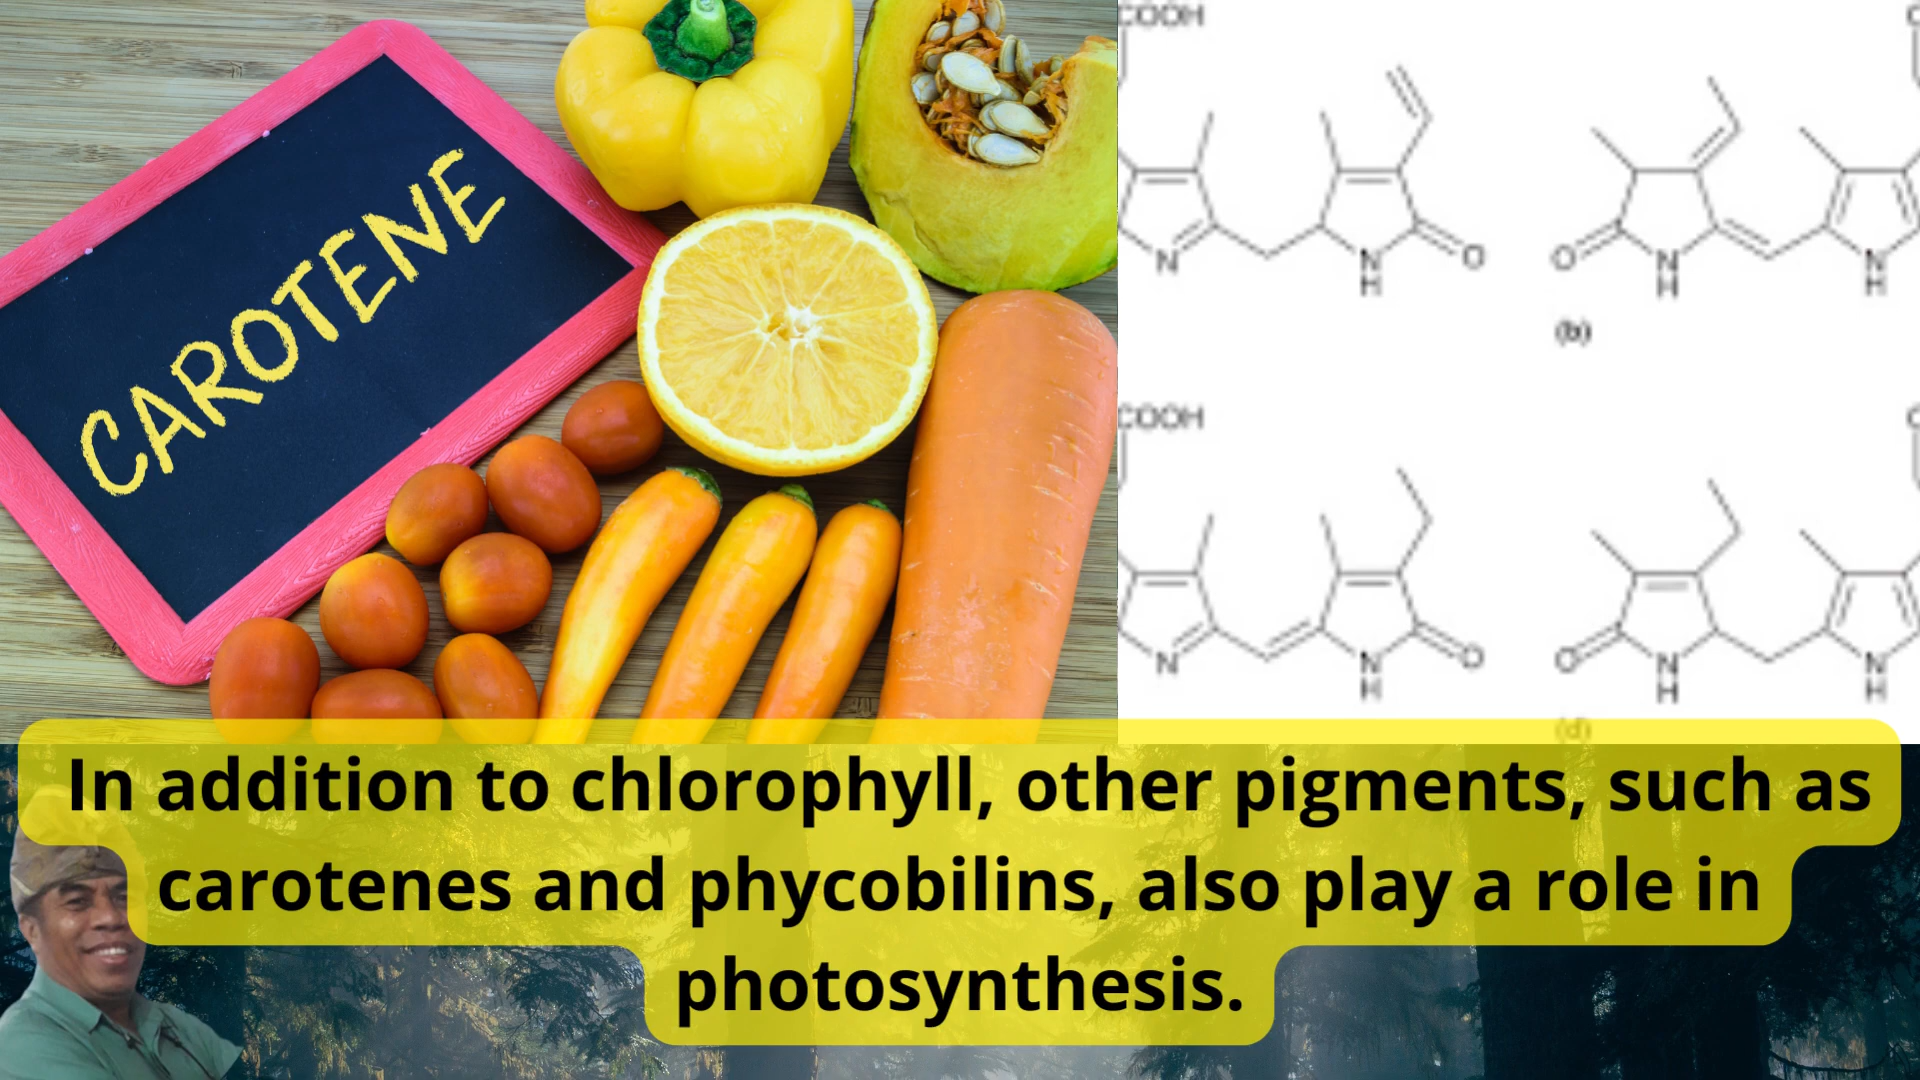 CAROTENE
COOH
N
N
H
O
O
N
H
N
H
(b)
COOH
N
N
H
O
O
N
H
N
H
(d)
In addition to chlorophyll, other pigments, such as
carotenes and phycobilins, also play a role in
photosynthesis.